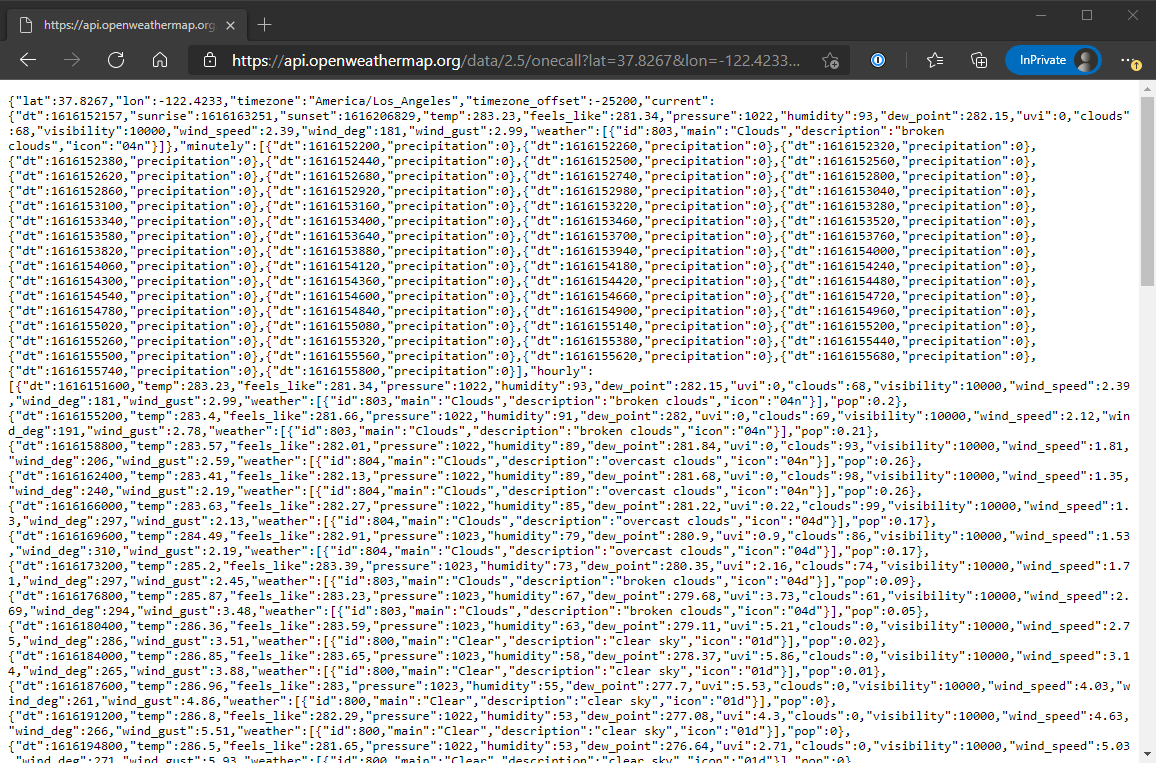 https://api.openweathermap.org
https://api.openweathermap.org/data/2.5/onecall?lat=37.8267&lon=-122.4233...
InPrivate
{"lat":37.8267,"lon":-122.4233,"timezone":"America/Los_Angeles","timezone_offset":-25200,"current":
{"dt":1616152157,"sunrise":1616163251,"sunset":1616206829,"temp":283.23,"feels_like":281.34,"pressure":1022,"humidity":93,"dew_point":282.15,"uvi":0,"clouds"
:68,"visibility":10000,"wind_speed":2.39,"wind_deg":181,"wind_gust":2.99,"weather":[{"id":803,"main":"Clouds","description":"broken
clouds","icon":"04n"}]},"minutely":[{"dt":1616152200,"precipitation":0},{"dt":1616152260,"precipitation":0},{"dt":1616152320,"precipitation":0},
{"dt":1616152380,"precipitation":0},{"dt":1616152440,"precipitation":0},{"dt":1616152500,"precipitation":0},{"dt":1616152560,"precipitation":0},
{"dt":1616152620,"precipitation":0},{"dt":1616152680,"precipitation":0},{"dt":1616152740,"precipitation":0},{"dt":1616152800,"precipitation":0},
{"dt":1616152860,"precipitation":0},{"dt":1616152920,"precipitation":0},{"dt":1616152980,"precipitation":0},{"dt":1616153040,"precipitation":0},
{"dt":1616153100,"precipitation":0},{"dt":1616153160,"precipitation":0},{"dt":1616153220,"precipitation":0},{"dt":1616153280,"precipitation":0},
{"dt":1616153340,"precipitation":0},{"dt":1616153400,"precipitation":0},{"dt":1616153460,"precipitation":0},{"dt":1616153520,"precipitation":0},
{"dt":1616153580,"precipitation":0},{"dt":1616153640,"precipitation":0},{"dt":1616153700,"precipitation":0},{"dt":1616153760,"precipitation":0},
{"dt":1616153820,"precipitation":0},{"dt":1616153880,"precipitation":0},{"dt":1616153940,"precipitation":0},{"dt":1616154000,"precipitation":0},
{"dt":1616154060,"precipitation":0},{"dt":1616154120,"precipitation":0},{"dt":1616154180,"precipitation":0},{"dt":1616154240,"precipitation":0},
{"dt":1616154300,"precipitation":0},{"dt":1616154360,"precipitation":0},{"dt":1616154420,"precipitation":0},{"dt":1616154480,"precipitation":0},
{"dt":1616154540,"precipitation":0},{"dt":1616154600,"precipitation":0},{"dt":1616154660,"precipitation":0},{"dt":1616154720,"precipitation":0},
{"dt":1616154780,"precipitation":0},{"dt":1616154840,"precipitation":0},{"dt":1616154900,"precipitation":0},{"dt":1616154960,"precipitation":0},
{"dt":1616155020,"precipitation":0},{"dt":1616155080,"precipitation":0},{"dt":1616155140,"precipitation":0},{"dt":1616155200,"precipitation":0},
{"dt":1616155260,"precipitation":0},{"dt":1616155320,"precipitation":0},{"dt":1616155380,"precipitation":0},{"dt":1616155440,"precipitation":0},
{"dt":1616155500,"precipitation":0},{"dt":1616155560,"precipitation":0},{"dt":1616155620,"precipitation":0},{"dt":1616155680,"precipitation":0},
{"dt":1616155740,"precipitation":0},{"dt":1616155800,"precipitation":0}],"hourly":
[{"dt":1616151600,"temp":283.23,"feels_like":281.34,"pressure":1022,"humidity":93,"dew_point":282.15,"uvi":0,"clouds":68,"visibility":10000,"wind_speed":2.39
,"wind_deg":181,"wind_gust":2.99,"weather":[{"id":803,"main":"Clouds","description":"broken clouds","icon":"04n"}],"pop":0.2},
{"dt":1616155200,"temp":283.4,"feels_like":281.66,"pressure":1022,"humidity":91,"dew_point":282,"uvi":0,"clouds":69,"visibility":10000,"wind_speed":2.12,"win
d_deg":191,"wind_gust":2.78,"weather":[{"id":803,"main":"Clouds","description":"broken clouds","icon":"04n"}],"pop":0.21},
{"dt":1616158800,"temp":283.57,"feels_like":282.01,"pressure":1022,"humidity":89,"dew_point":281.84,"uvi":0,"clouds":93,"visibility":10000,"wind_speed":1.81,
"wind_deg":206,"wind_gust":2.59,"weather":[{"id":804,"main":"Clouds","description":"overcast clouds","icon":"04n"}],"pop":0.26},
{"dt":1616162400,"temp":283.41,"feels_like":282.13,"pressure":1022,"humidity":89,"dew_point":281.68,"uvi":0,"clouds":98,"visibility":10000,"wind_speed":1.35,
"wind_deg":240,"wind_gust":2.19,"weather":[{"id":804,"main":"Clouds","description":"overcast clouds","icon":"04n"}],"pop":0.26},
{"dt":1616166000,"temp":283.63,"feels_like":282.27,"pressure":1022,"humidity":85,"dew_point":281.22,"uvi":0.22,"clouds":99,"visibility":10000,"wind_speed":1.
3,"wind_deg":297,"wind_gust":2.13,"weather":[{"id":804,"main":"Clouds","description":"overcast clouds","icon":"04d"}],"pop":0.17},
{"dt":1616169600,"temp":284.49,"feels_like":282.91,"pressure":1023,"humidity":79,"dew_point":280.9,"uvi":0.9,"clouds":86,"visibility":10000,"wind_speed":1.53
,"wind_deg":310,"wind_gust":2.19,"weather":[{"id":804,"main":"Clouds","description":"overcast clouds","icon":"04d"}],"pop":0.17},
{"dt":1616173200,"temp":285.2,"feels_like":283.39,"pressure":1023,"humidity":73,"dew_point":280.35,"uvi":2.16,"clouds":74,"visibility":10000,"wind_speed":1.7
1,"wind_deg":297,"wind_gust":2.45,"weather":[{"id":803,"main":"Clouds","description":"broken clouds","icon":"04d"}],"pop":0.09},
{"dt":1616176800,"temp":285.87,"feels_like":283.23,"pressure":1023,"humidity":67,"dew_point":279.68,"uvi":3.73,"clouds":61,"visibility":10000,"wind_speed":2.
69,"wind_deg":294,"wind_gust":3.48,"weather":[{"id":803,"main":"Clouds","description":"broken clouds","icon":"04d"}],"pop":0.05},
{"dt":1616180400,"temp":286.36,"feels_like":283.59,"pressure":1023,"humidity":63,"dew_point":279.11,"uvi":5.21,"clouds":0,"visibility":10000,"wind_speed":2.7
5,"wind_deg":286,"wind_gust":3.51,"weather":[{"id":800,"main":"Clear","description":"clear sky","icon":"01d"}],"pop":0.02},
{"dt":1616184000,"temp":286.85,"feels_like":283.65,"pressure":1023,"humidity":58,"dew_point":278.37,"uvi":5.86,"clouds":0,"visibility":10000,"wind_speed":3.1
4,"wind_deg":265,"wind_gust":3.88,"weather":[{"id":800,"main":"Clear","description":"clear sky","icon":"01d"}],"pop":0.01},
{"dt":1616187600,"temp":286.96,"feels_like":283,"pressure":1023,"humidity":55,"dew_point":277.7,"uvi":5.53,"clouds":0,"visibility":10000,"wind_speed":4.03,"w
ind_deg":261,"wind_gust":4.86,"weather":[{"id":800,"main":"Clear","description":"clear sky","icon":"01d"}],"pop":0},
{"dt":1616191200,"temp":286.8,"feels_like":282.29,"pressure":1022,"humidity":53,"dew_point":277.08,"uvi":4.3,"clouds":0,"visibility":10000,"wind_speed":4.63,
"wind_deg":266,"wind_gust":5.51,"weather":[{"id":800,"main":"Clear","description":"clear sky","icon":"01d"}],"pop":0},
{"dt":1616194800,"temp":286.5,"feels_like":281.65,"pressure":1022,"humidity":53,"dew_point":276.64,"uvi":2.71,"clouds":0,"visibility":10000,"wind_speed":5.03
,"wind_deg":271,"wind_gust":5.93,"weather":[{"id":800,"main":"Clear","description":"clear sky","icon":"01d"}],"pop":0}